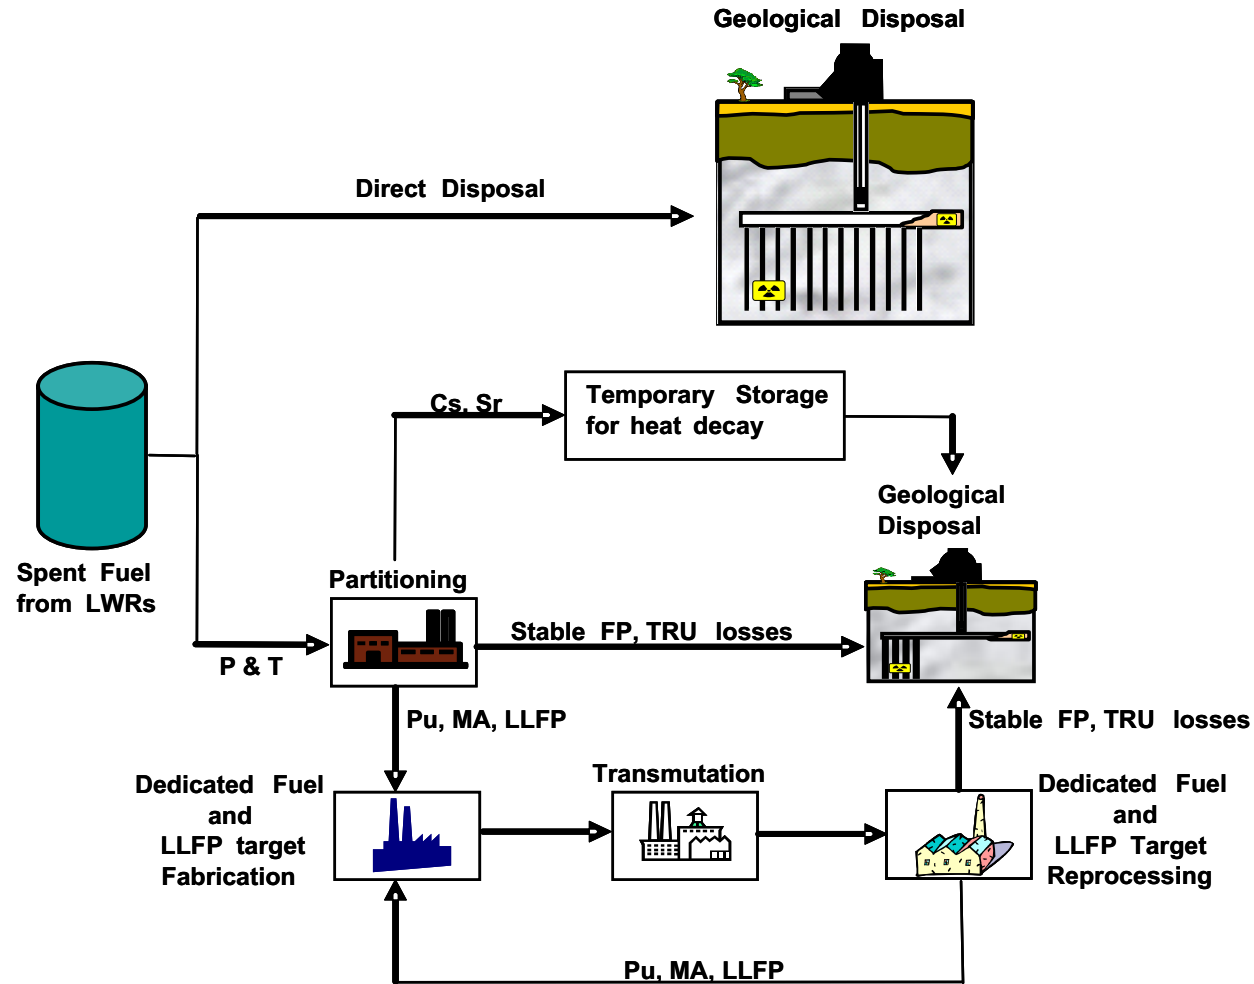 Geological Disposal
Direct Disposal
Cs, Sr
Temporary Storage
for heat decay
Geological
Disposal
Spent Fuel
from LWRs
Partitioning
Stable FP, TRU losses
P & T
Pu, MA, LLFP
Stable FP, TRU losses
Dedicated Fuel
and
LLFP target
Fabrication
Transmutation
Dedicated Fuel
and
LLFP Target
Reprocessing
Pu, MA, LLFP